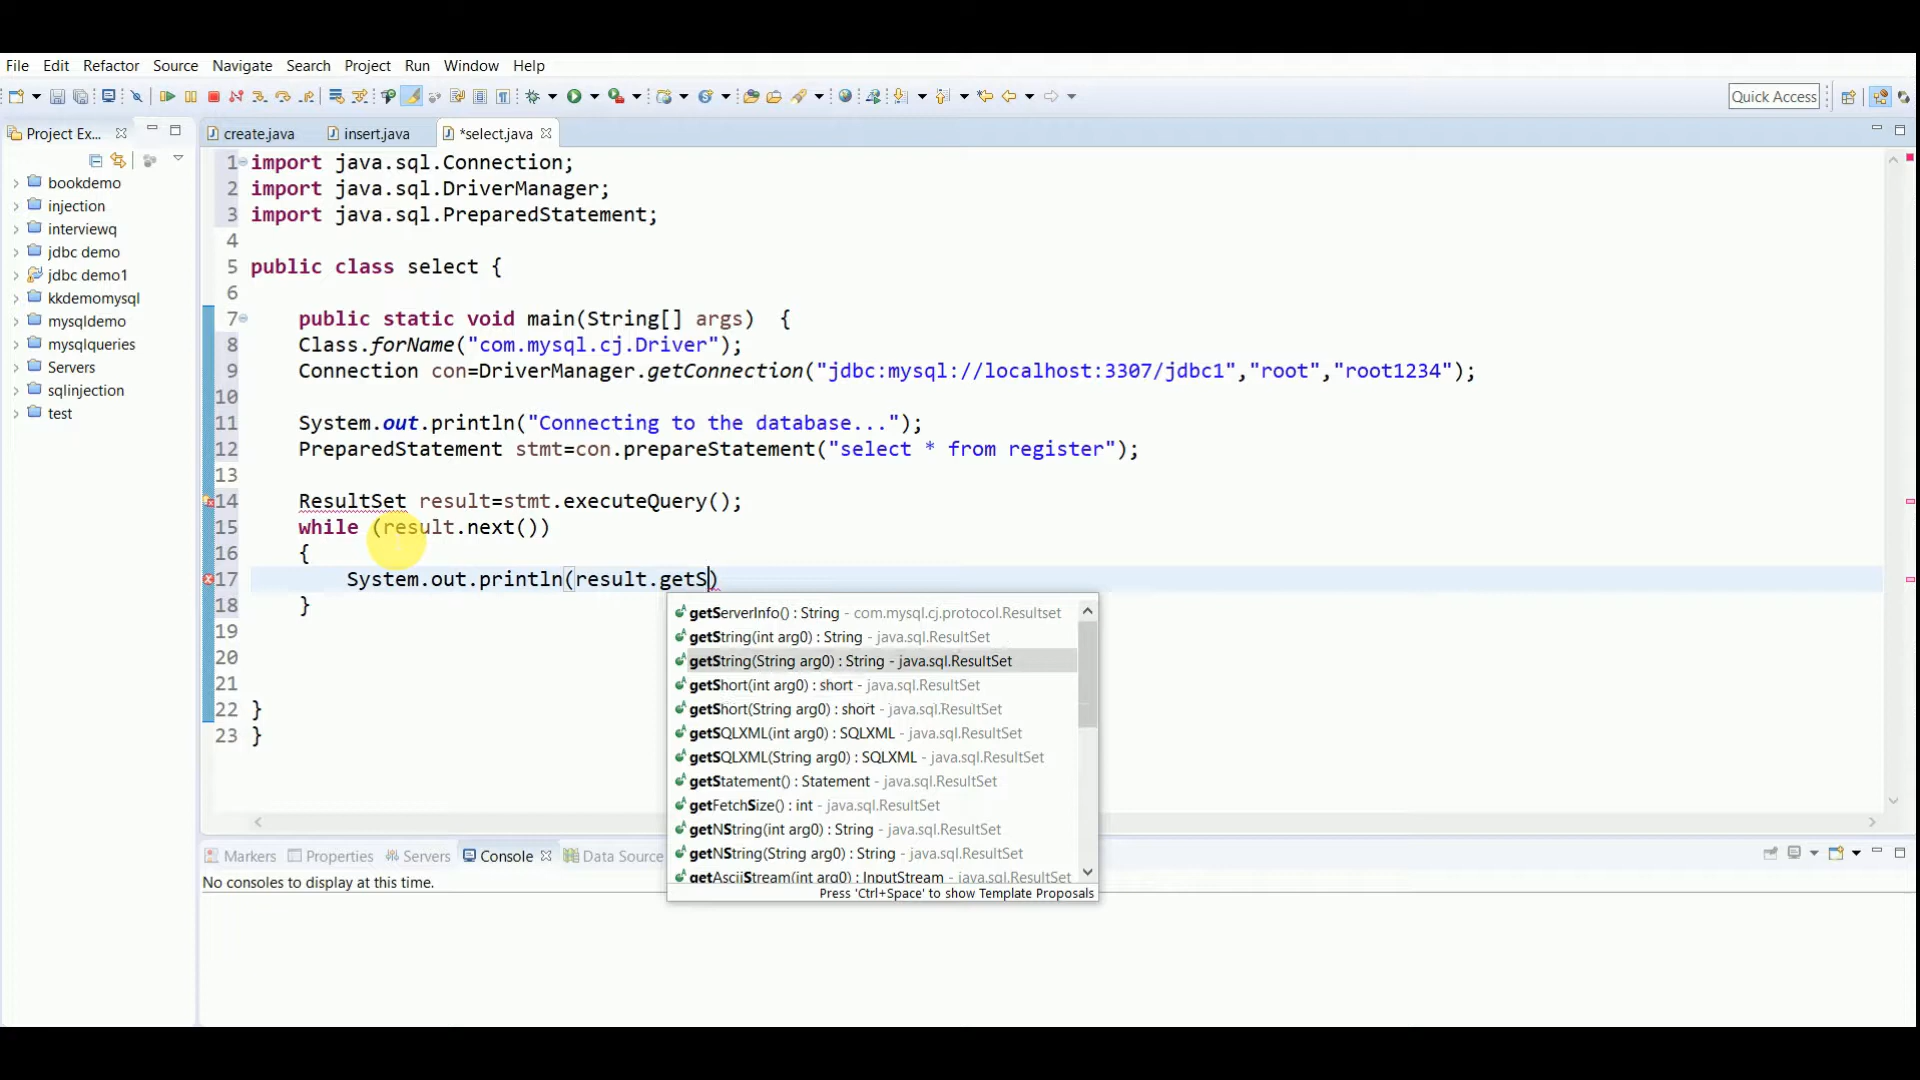 File Edit Refactor Source Navigate Search Project Run Window Help
Quick Access
Project Ex...
create.java insert.java *select.java
bookdemo
injection
interviewq
jdbc demo
jdbc demo1
kkdemomysql
mysqldemo
mysqlqueries
Servers
sqlinjection
test
1 import java.sql.Connection;
2 import java.sql.DriverManager;
3 import java.sql.PreparedStatement;
4
5 public class select {
6
7 public static void main(String[] args) {
8 Class.forName("com.mysql.cj.Driver");
9 Connection con=DriverManager.getConnection("jdbc:mysql://localhost:3307/jdbc1","root","root1234");
10
11 System.out.println("Connecting to the database...");
12 PreparedStatement stmt=con.prepareStatement("select * from register");
13
14 ResultSet result=stmt.executeQuery();
15 while (result.next())
16 {
17 System.out.println(result.getS)
18 }
19
20
21
22 }
23 }
getServerInfo() : String - com.mysql.cj.protocol.Resultset
getString(int arg0) : String - java.sql.ResultSet
getString(String arg0) : String - java.sql.ResultSet
getShort(int arg0) : short - java.sql.ResultSet
getShort(String arg0) : short - java.sql.ResultSet
getSQLXML(int arg0) : SQLXML - java.sql.ResultSet
getSQLXML(String arg0) : SQLXML - java.sql.ResultSet
getStatement() : Statement - java.sql.ResultSet
getFetchSize() : int - java.sql.ResultSet
getNString(int arg0) : String - java.sql.ResultSet
getNString(String arg0) : String - java.sql.ResultSet
getAsciiStream(int arg0) : InputStream - java.sql.ResultSet
Press 'Ctrl+Space' to show Template Proposals
Markers Properties Servers Console Data Source
No consoles to display at this time.